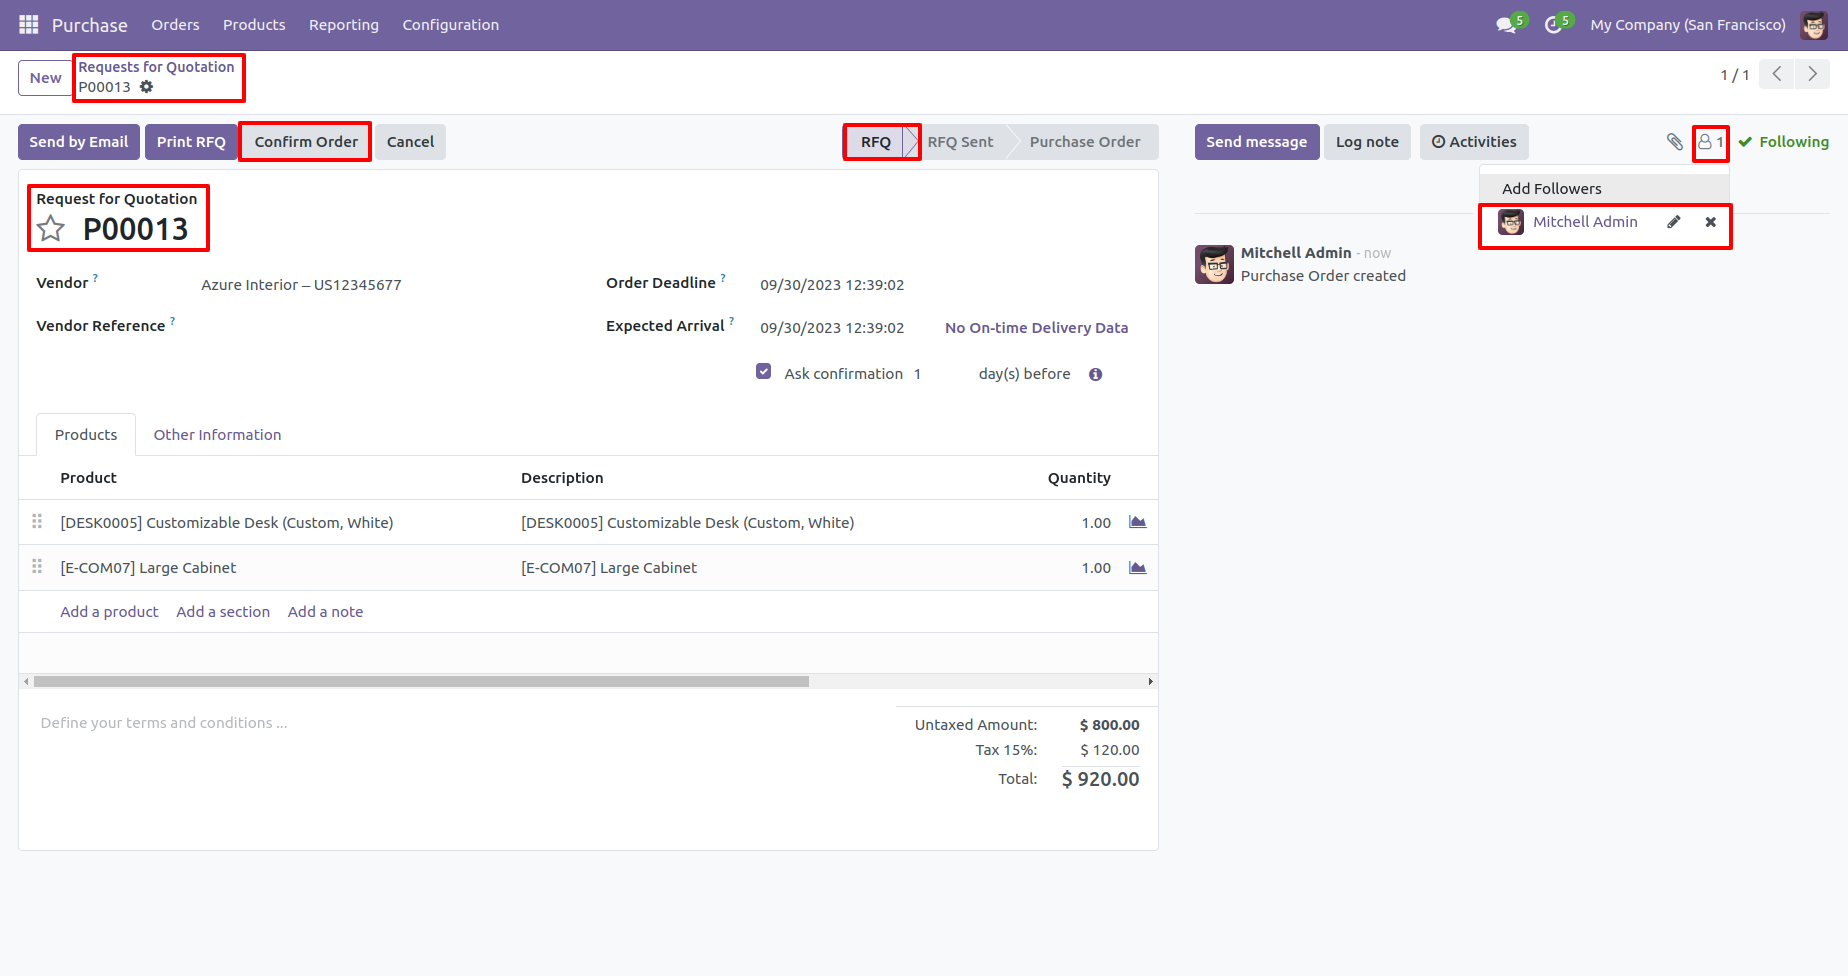 Purchase Orders Products Reporting Configuration 5 5 My Company (San Francisco)
New Requests for Quotation
P00013
1 / 1
Send by Email Print RFQ Confirm Order Cancel RFQ RFQ Sent Purchase Order Send message Log note Activities 1 Following
Add Followers
Mitchell Admin
Request for Quotation
P00013
Mitchell Admin - now
Purchase Order created
Vendor ? Azure Interior – US12345677 Order Deadline ? 09/30/2023 12:39:02
Vendor Reference ? Expected Arrival ? 09/30/2023 12:39:02 No On-time Delivery Data
Ask confirmation 1 day(s) before
Products Other Information
Product Description Quantity
[DESK0005] Customizable Desk (Custom, White) [DESK0005] Customizable Desk (Custom, White) 1.00
[E-COM07] Large Cabinet [E-COM07] Large Cabinet 1.00
Add a product Add a section Add a note
Define your terms and conditions ...
Untaxed Amount: $ 800.00
Tax 15%: $ 120.00
Total: $ 920.00